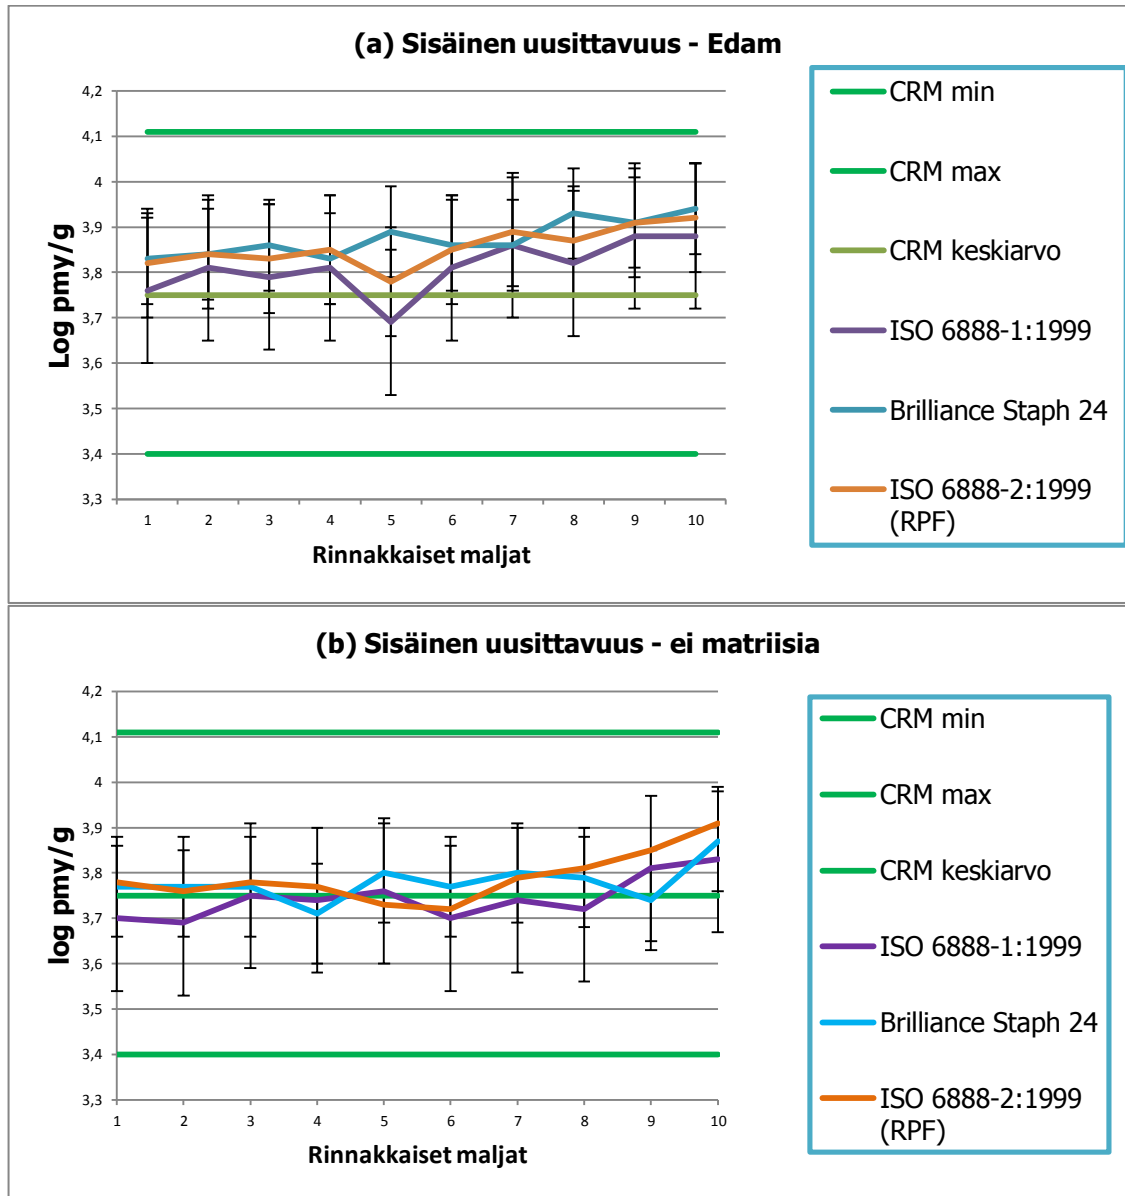 (a) Sisäinen uusittavuus - Edam
Log pmy/g
4,2
4,1
4
3,9
3,8
3,7
3,6
3,5
3,4
3,3
1 2 3 4 5 6 7 8 9 10
Rinnakkaiset maljat
CRM min
CRM max
CRM keskiarvo
ISO 6888-1:1999
Brilliance Staph 24
ISO 6888-2:1999
(RPF)
(b) Sisäinen uusittavuus - ei matriisia
log pmy/g
4,2
4,1
4
3,9
3,8
3,7
3,6
3,5
3,4
3,3
1 2 3 4 5 6 7 8 9 10
Rinnakkaiset maljat
CRM min
CRM max
CRM keskiarvo
ISO 6888-1:1999
Brilliance Staph 24
ISO 6888-2:1999
(RPF)